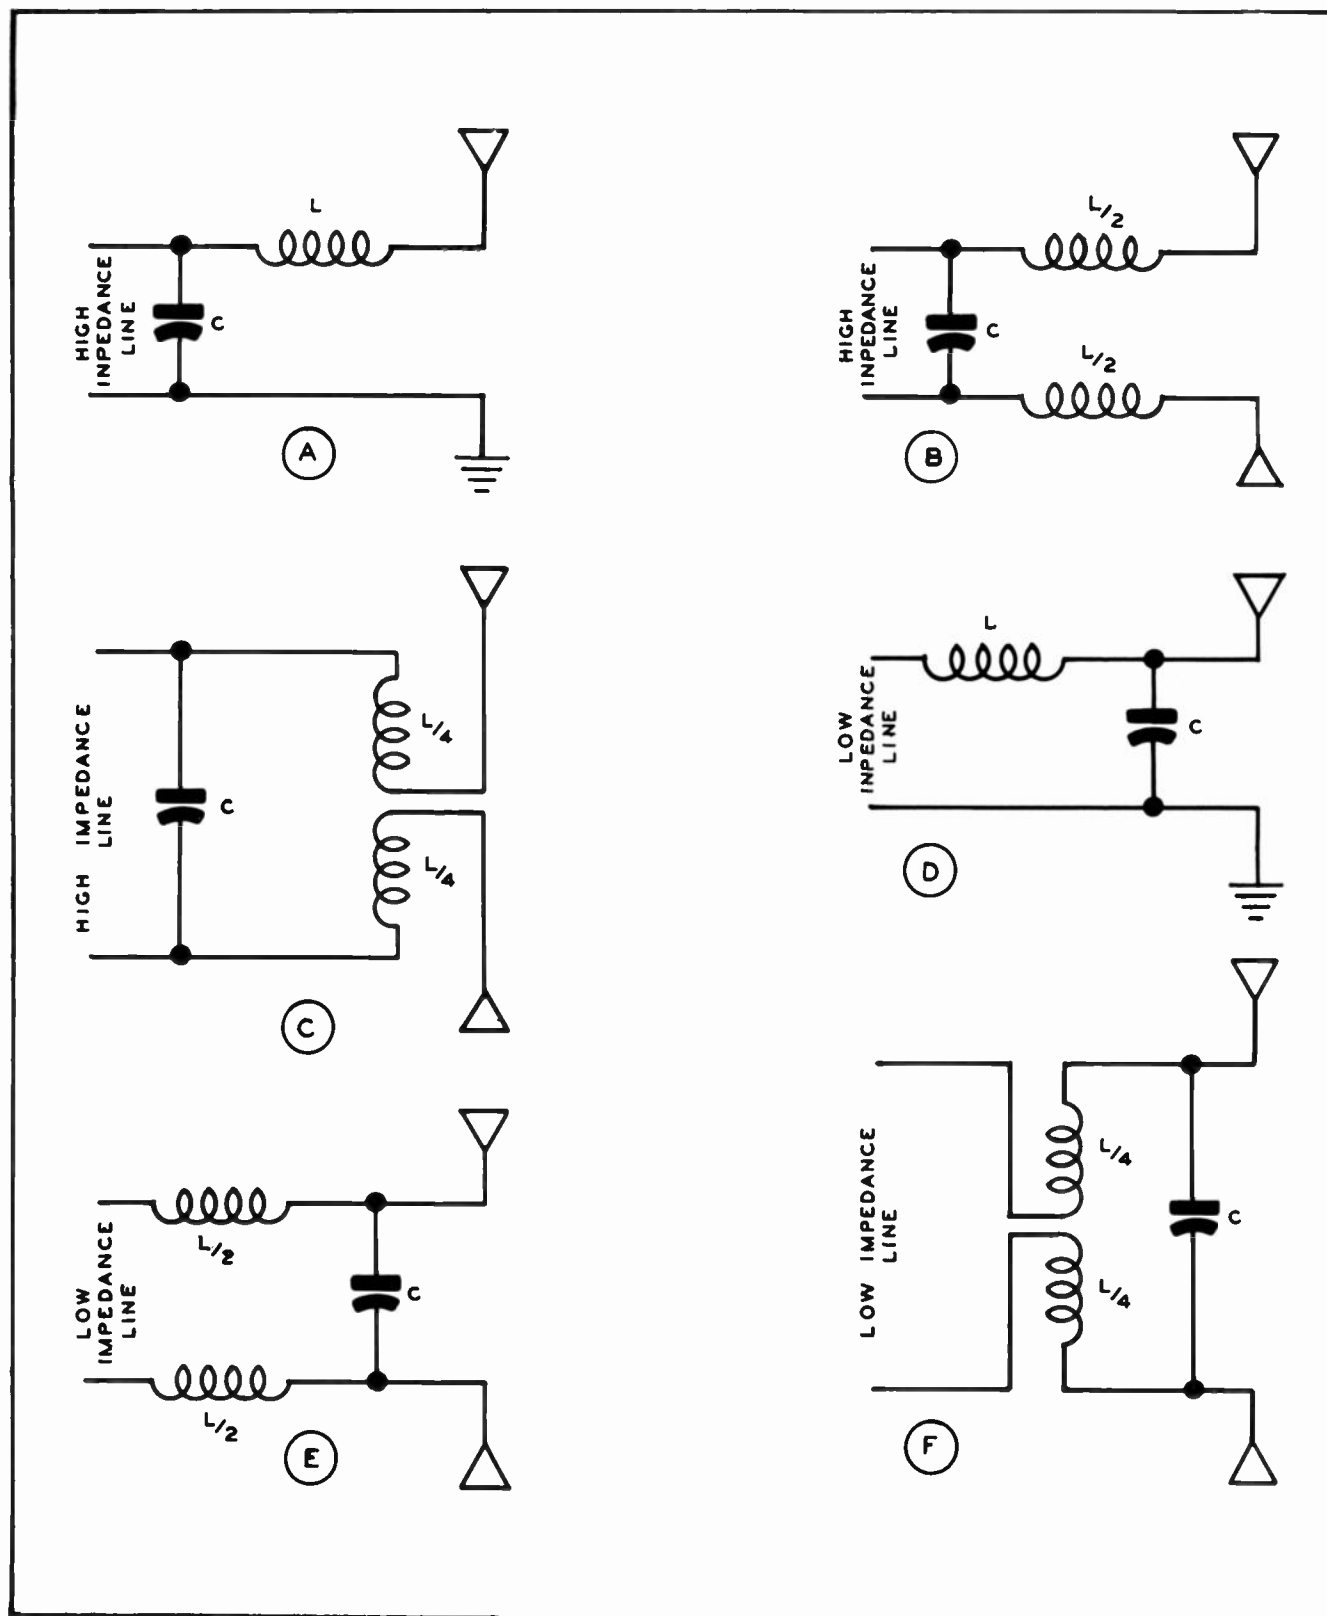 L
C
HIGH
INPEDANCE
LINE
A
L/2
C
L/2
HIGH
INPEDANCE
LINE
B
L/4
C
L/4
HIGH IMPEDANCE
LINE
C
L
C
LOW
INPEDANCE
LINE
D
L/2
C
LOW
IMPEDANCE
LINE
L/2
E
L/4
C
L/4
LOW IMPEDANCE
LINE
F